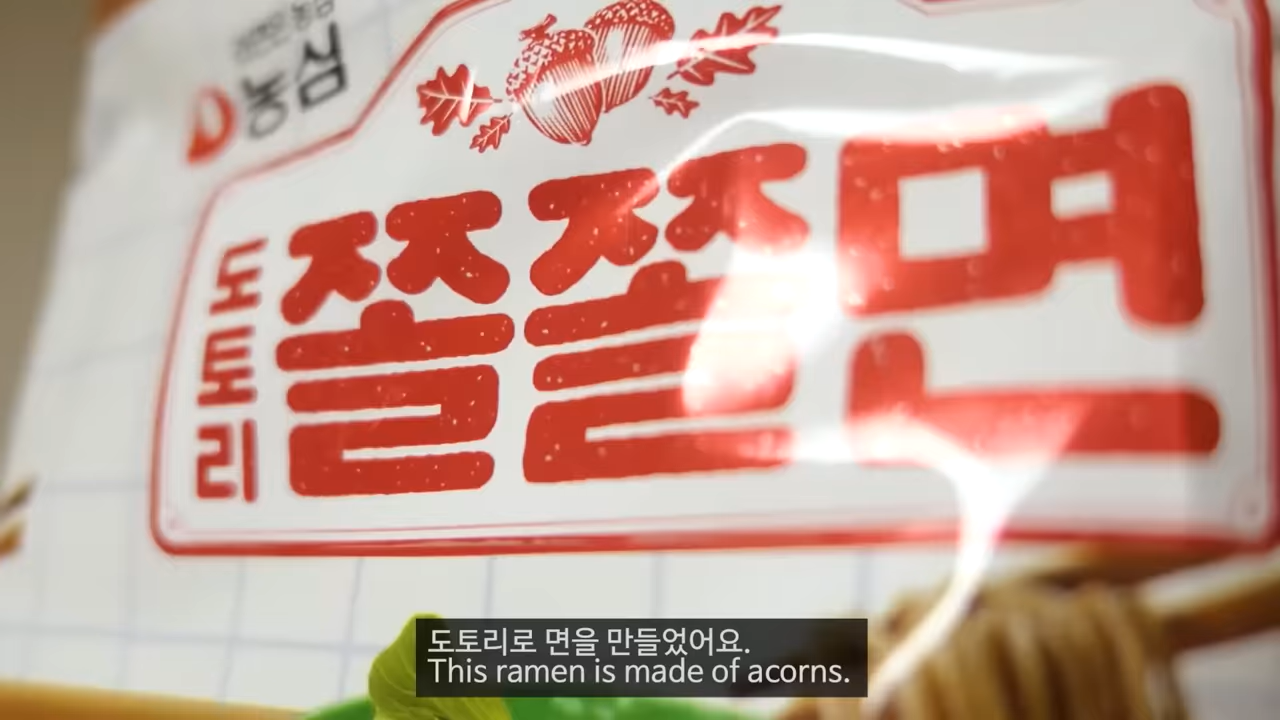 농심
도토리
쫄쫄면
도토리로 면을 만들었어요.
This ramen is made of acorns.